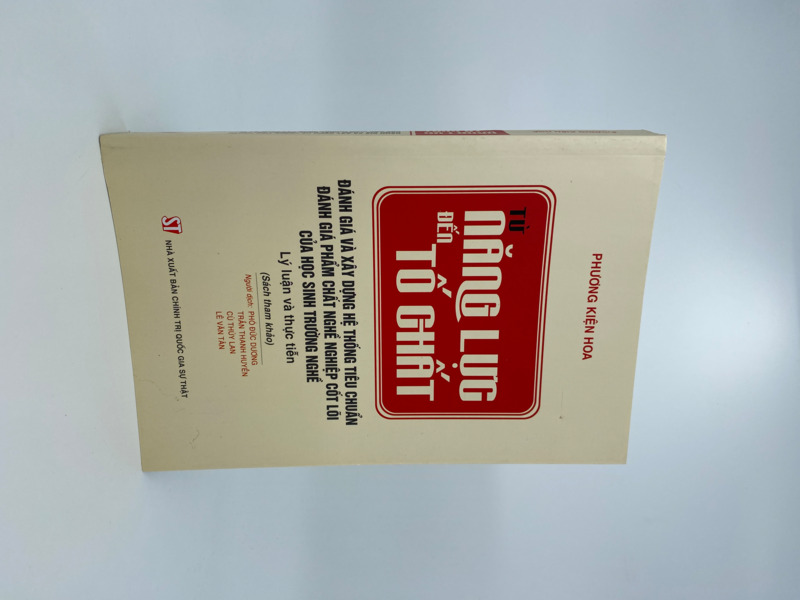 PHƯƠNG KIỆN HOA
TỪ
NĂNG LỰC
ĐẾN
TỐ CHẤT
ĐÁNH GIÁ VÀ XÂY DỰNG HỆ THỐNG TIÊU CHUẨN
ĐÁNH GIÁ PHẨM CHẤT NGHỀ NGHIỆP CỐT LÕI
CỦA HỌC SINH TRƯỜNG NGHỀ
Lý luận và thực tiễn
(Sách tham khảo)
Người dịch: PHÓ ĐỨC DƯƠNG
TRẦN THANH HUYỀN
CÙ THÙY LAN
LÊ VĂN TẤN
ST
NHÀ XUẤT BẢN CHÍNH TRỊ QUỐC GIA SỰ THẬT